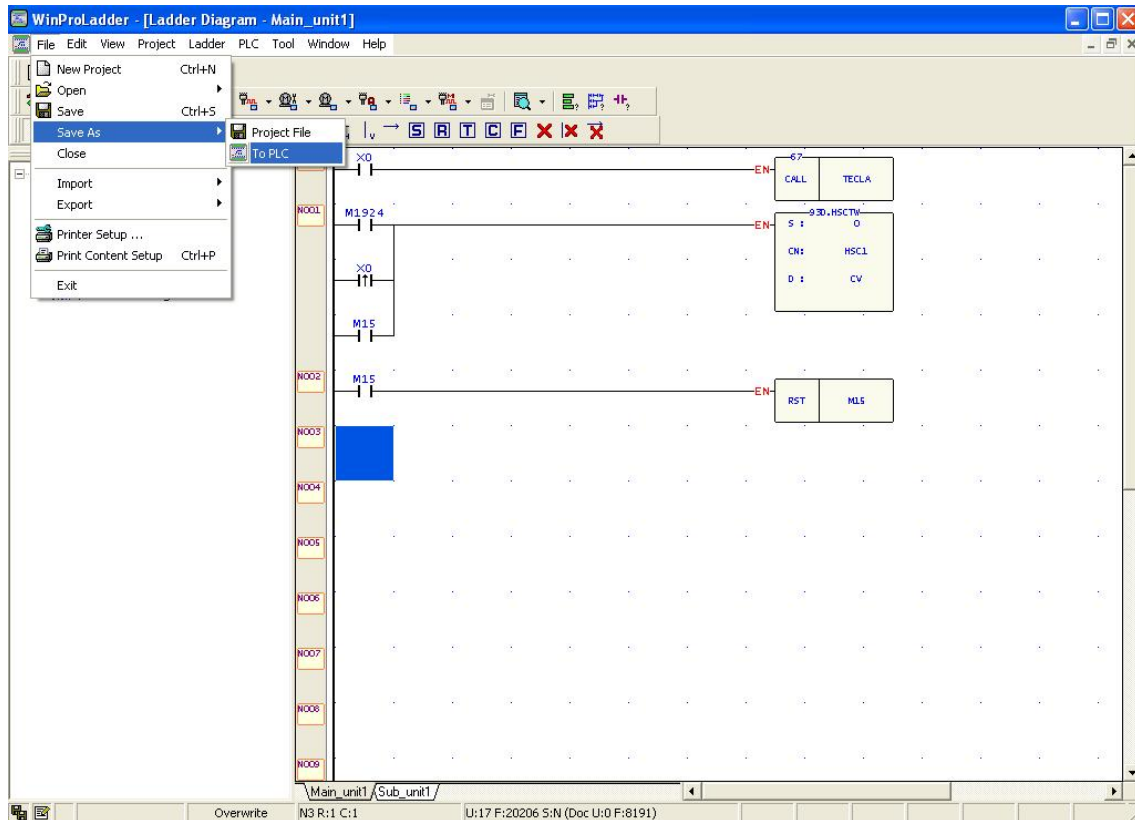 WinProLadder - [Ladder Diagram - Main_unit1]
File Edit View Project Ladder PLC Tool Window Help
New Project Ctrl+N
Open
Save Ctrl+S
Save As
Close
Import
Export
Printer Setup ...
Print Content Setup Ctrl+P
Exit
Project File
To PLC
S R T C F
X0
EN
67
CALL TECLA
N001
M1924
EN
93D.HSCTW
S : 0
CN: HSC1
D : CV
X0
M15
N002
M15
EN
RST M15
N003
N004
N005
N006
N007
N008
N009
Main_unit1 Sub_unit1
Overwrite N3 R:1 C:1 U:17 F:20206 S:N (Doc U:0 F:8191)